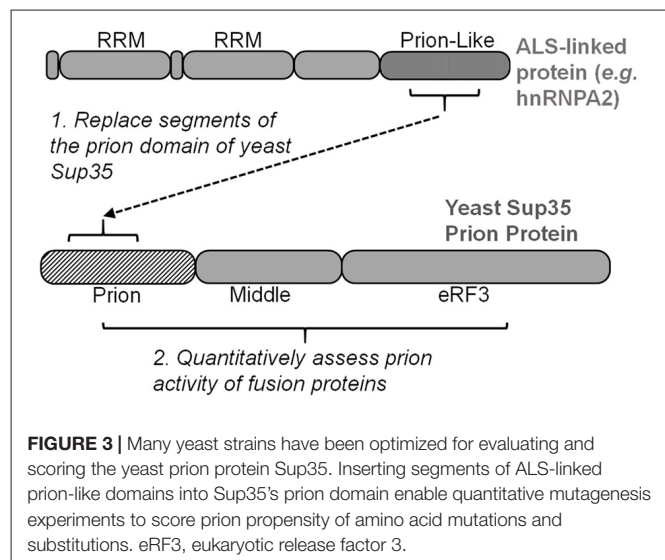 RRM
RRM
Prion-Like
ALS-linked
protein (e.g.
hnRNPA2)
1. Replace segments of
the prion domain of yeast
Sup35
Yeast Sup35
Prion Protein
Prion
Middle
eRF3
2. Quantitatively assess prion
activity of fusion proteins
FIGURE 3 | Many yeast strains have been optimized for evaluating and
scoring the yeast prion protein Sup35. Inserting segments of ALS-linked
prion-like domains into Sup35's prion domain enable quantitative mutagenesis
experiments to score prion propensity of amino acid mutations and
substitutions. eRF3, eukaryotic release factor 3.